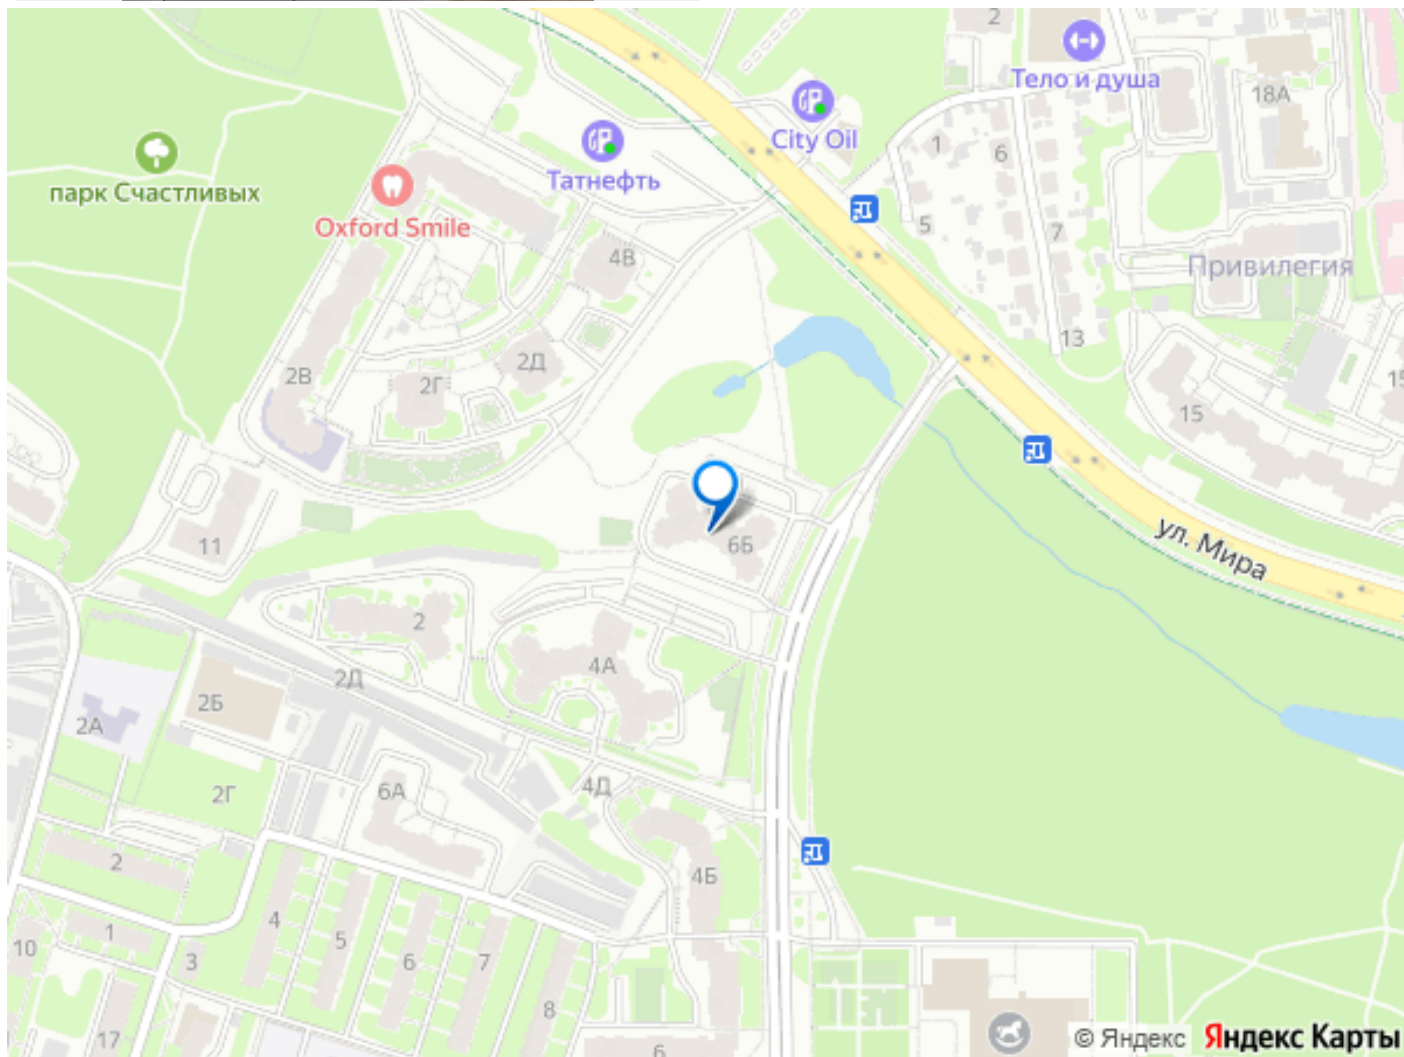 2
Тело и душа
18А
City Oil
Татнефть
парк Счастливых
Oxford Smile
1
6
5
7
4В
Привилегия
13
2Д
2В
2Г
15
15
6Б
11
ул. Мира
2
4А
2Д
2Б
2А
2Г
6А
4Д
2
4Б
4
1
5
10
3
6
7
8
17
6
© Яндекс Яндекс Карты